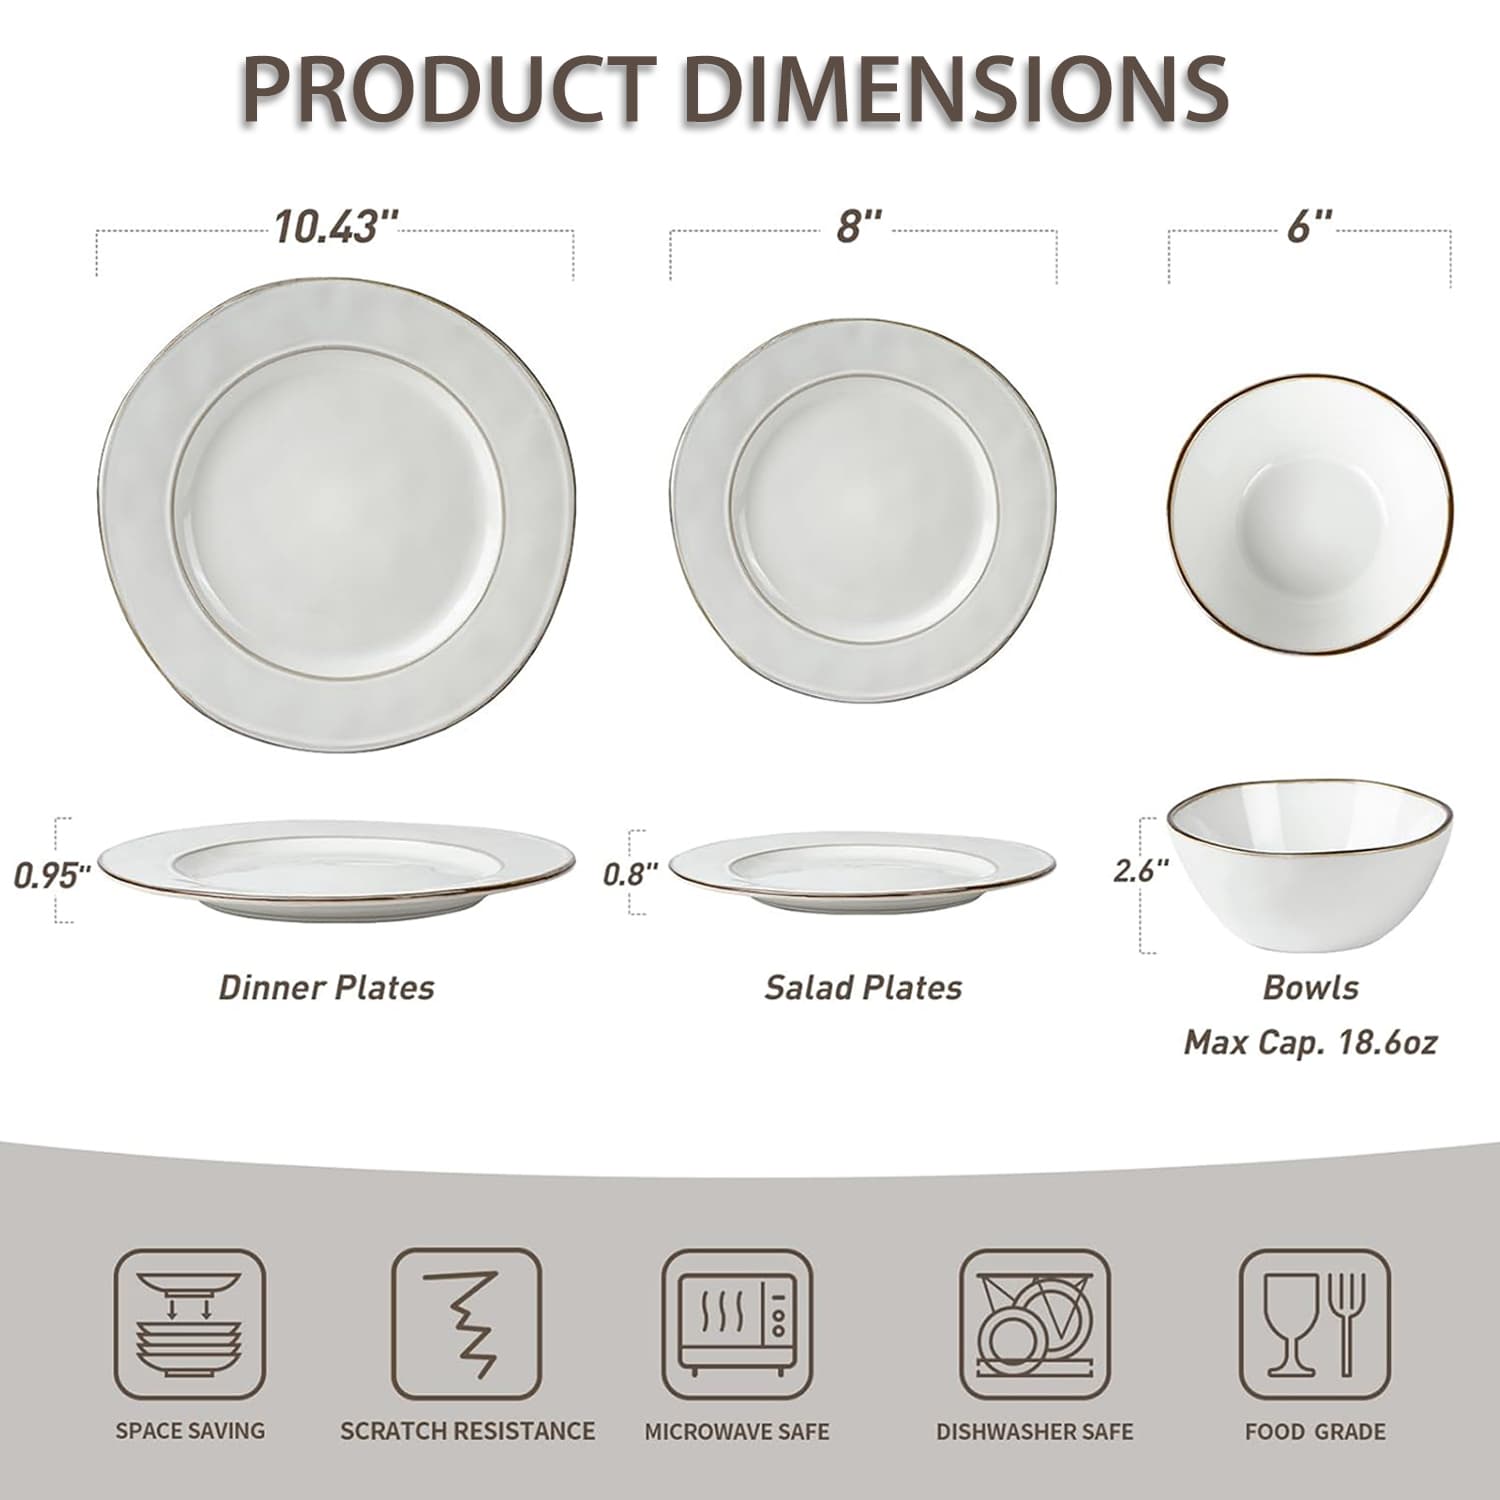 PRODUCT DIMENSIONS
10.43"
8"
6"
0.95"
0.8"
2.6"
Dinner Plates
Salad Plates
Bowls
Max Cap. 18.6oz
SPACE SAVING
SCRATCH RESISTANCE
MICROWAVE SAFE
DISHWASHER SAFE
FOOD GRADE